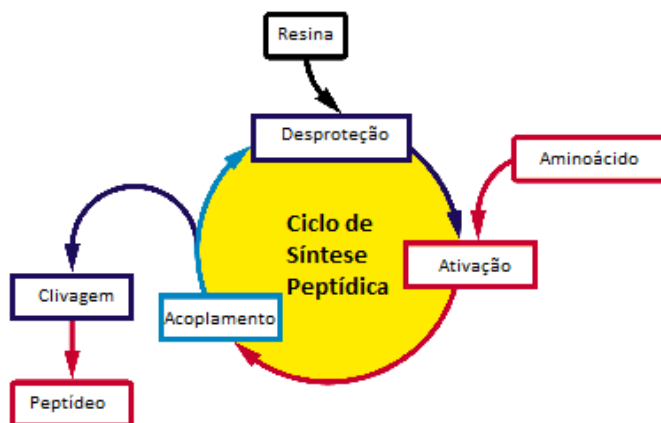 Resina
Desproteção
Aminoácido
Ciclo de
Síntese
Peptídica
Ativação
Clivagem
Acoplamento
Peptídeo